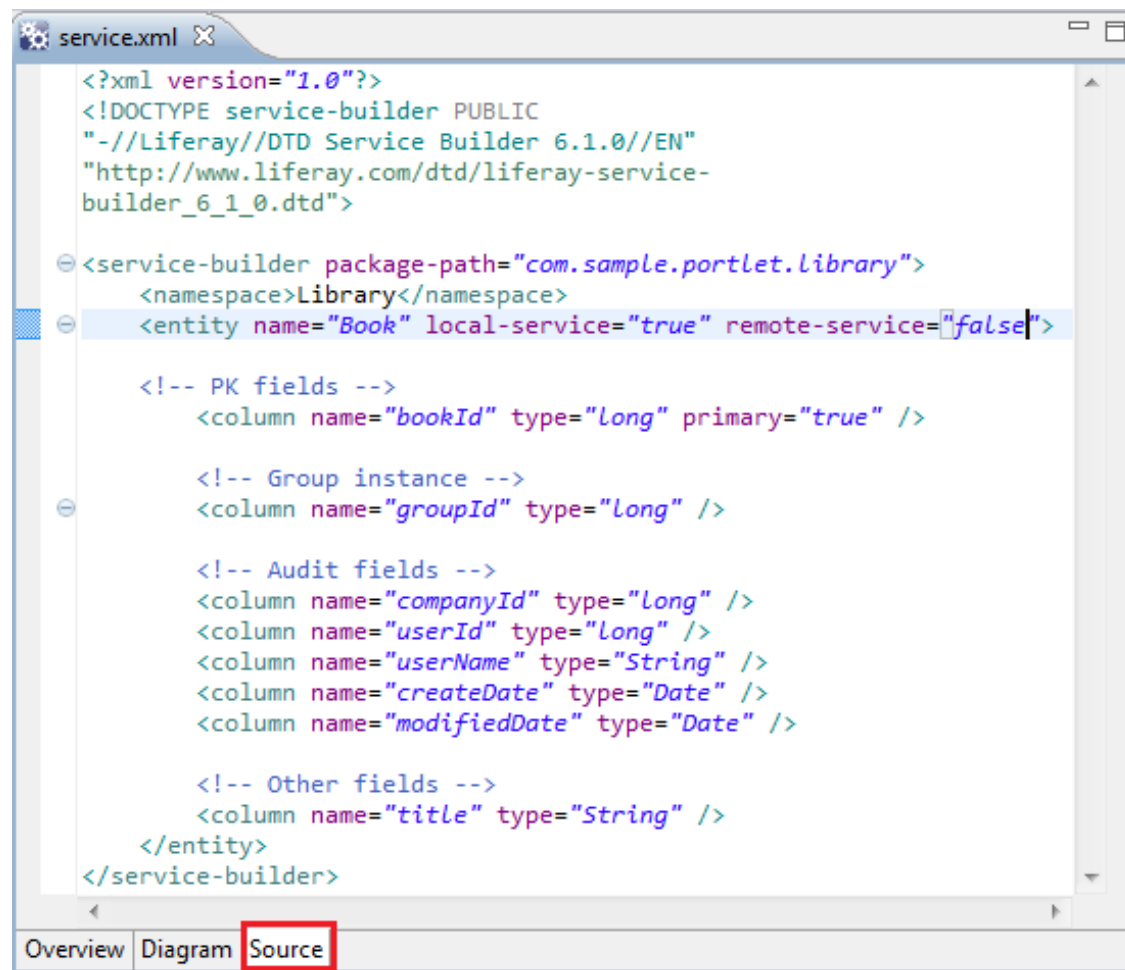 service.xml
<?xml version="1.0"?>
<!DOCTYPE service-builder PUBLIC
"-//Liferay//DTD Service Builder 6.1.0//EN"
"http://www.liferay.com/dtd/liferay-service-
builder_6_1_0.dtd">
<service-builder package-path="com.sample.portlet.library">
<namespace>Library</namespace>
<entity name="Book" local-service="true" remote-service="false">
<!-- PK fields -->
<column name="bookId" type="long" primary="true" />
<!-- Group instance -->
<column name="groupId" type="long" />
<!-- Audit fields -->
<column name="companyId" type="long" />
<column name="userId" type="long" />
<column name="userName" type="String" />
<column name="createDate" type="Date" />
<column name="modifiedDate" type="Date" />
<!-- Other fields -->
<column name="title" type="String" />
</entity>
</service-builder>
Overview Diagram Source